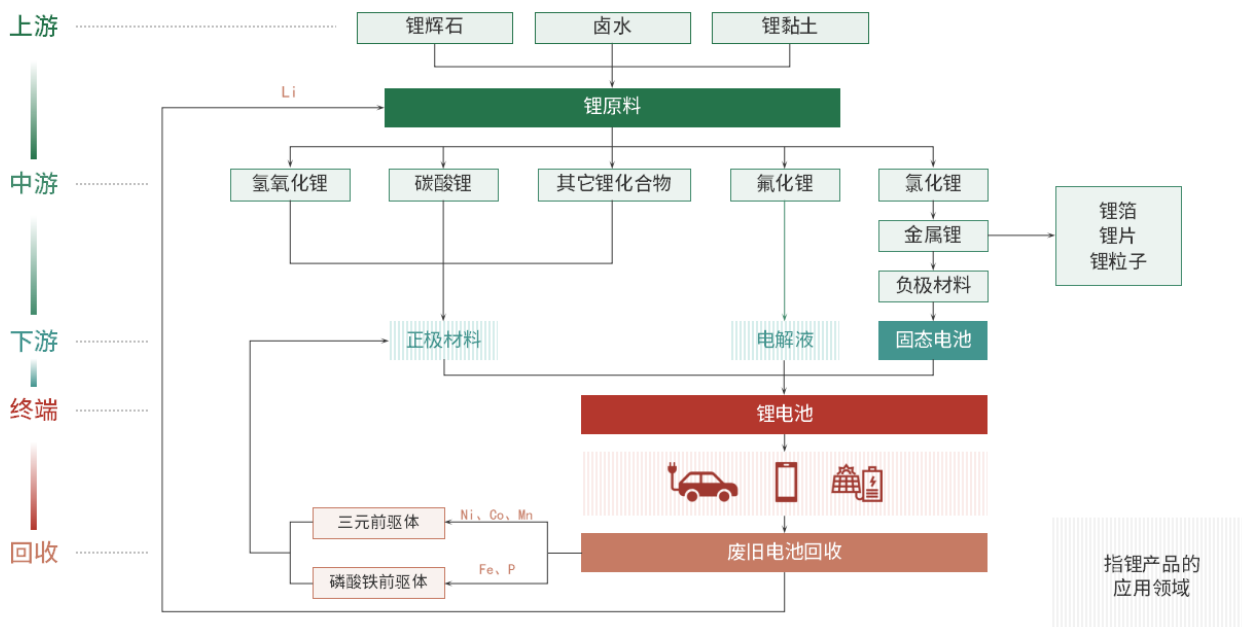 上游
锂辉石
卤水
锂黏土
Li
锂原料
中游
氢氧化锂
碳酸锂
其它锂化合物
氟化锂
氯化锂
金属锂
锂箔
锂片
锂粒子
负极材料
下游
正极材料
电解液
固态电池
终端
锂电池
回收
三元前驱体
Ni、Co、Mn
废旧电池回收
磷酸铁前驱体
Fe、P
指锂产品的
应用领域